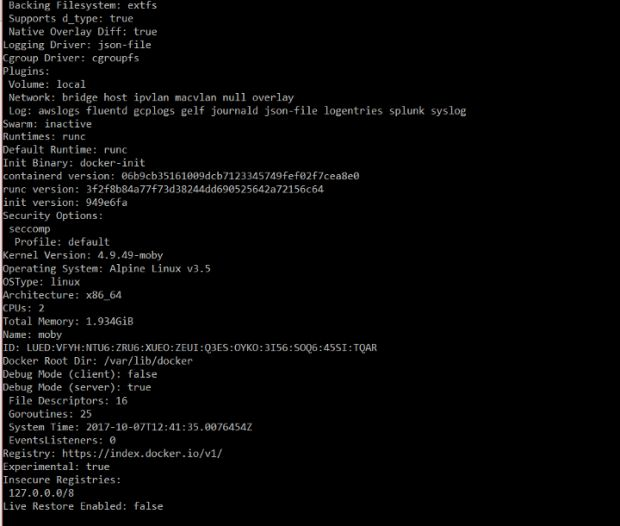 Backing Filesystem: extfs
Supports d_type: true
Native Overlay Diff: true
Logging Driver: json-file
Cgroup Driver: cgroupfs
Plugins:
Volume: local
Network: bridge host ipvlan macvlan null overlay
Log: awslogs fluentd gcplogs gelf journald json-file logentries splunk syslog
Swarm: inactive
Runtimes: runc
Default Runtime: runc
Init Binary: docker-init
containerd version: 06b9cb35161009dcb7123345749fef02f7cea8e0
runc version: 3f2f8b84a77f73d38244dd690525642a72156c64
init version: 949e6fa
Security Options:
seccomp
Profile: default
Kernel Version: 4.9.49-moby
Operating System: Alpine Linux v3.5
OSType: linux
Architecture: x86_64
CPUs: 2
Total Memory: 1.934GiB
Name: moby
ID: LUED:VFYH:NTU6:ZRU6:XUEO:ZEUI:Q3ES:OYKO:3I56:SOQ6:45SI:TQAR
Docker Root Dir: /var/lib/docker
Debug Mode (client): false
Debug Mode (server): true
File Descriptors: 16
Goroutines: 25
System Time: 2017-10-07T12:41:35.0076454Z
EventsListeners: 0
Registry: https://index.docker.io/v1/
Experimental: true
Insecure Registries:
127.0.0.0/8
Live Restore Enabled: false